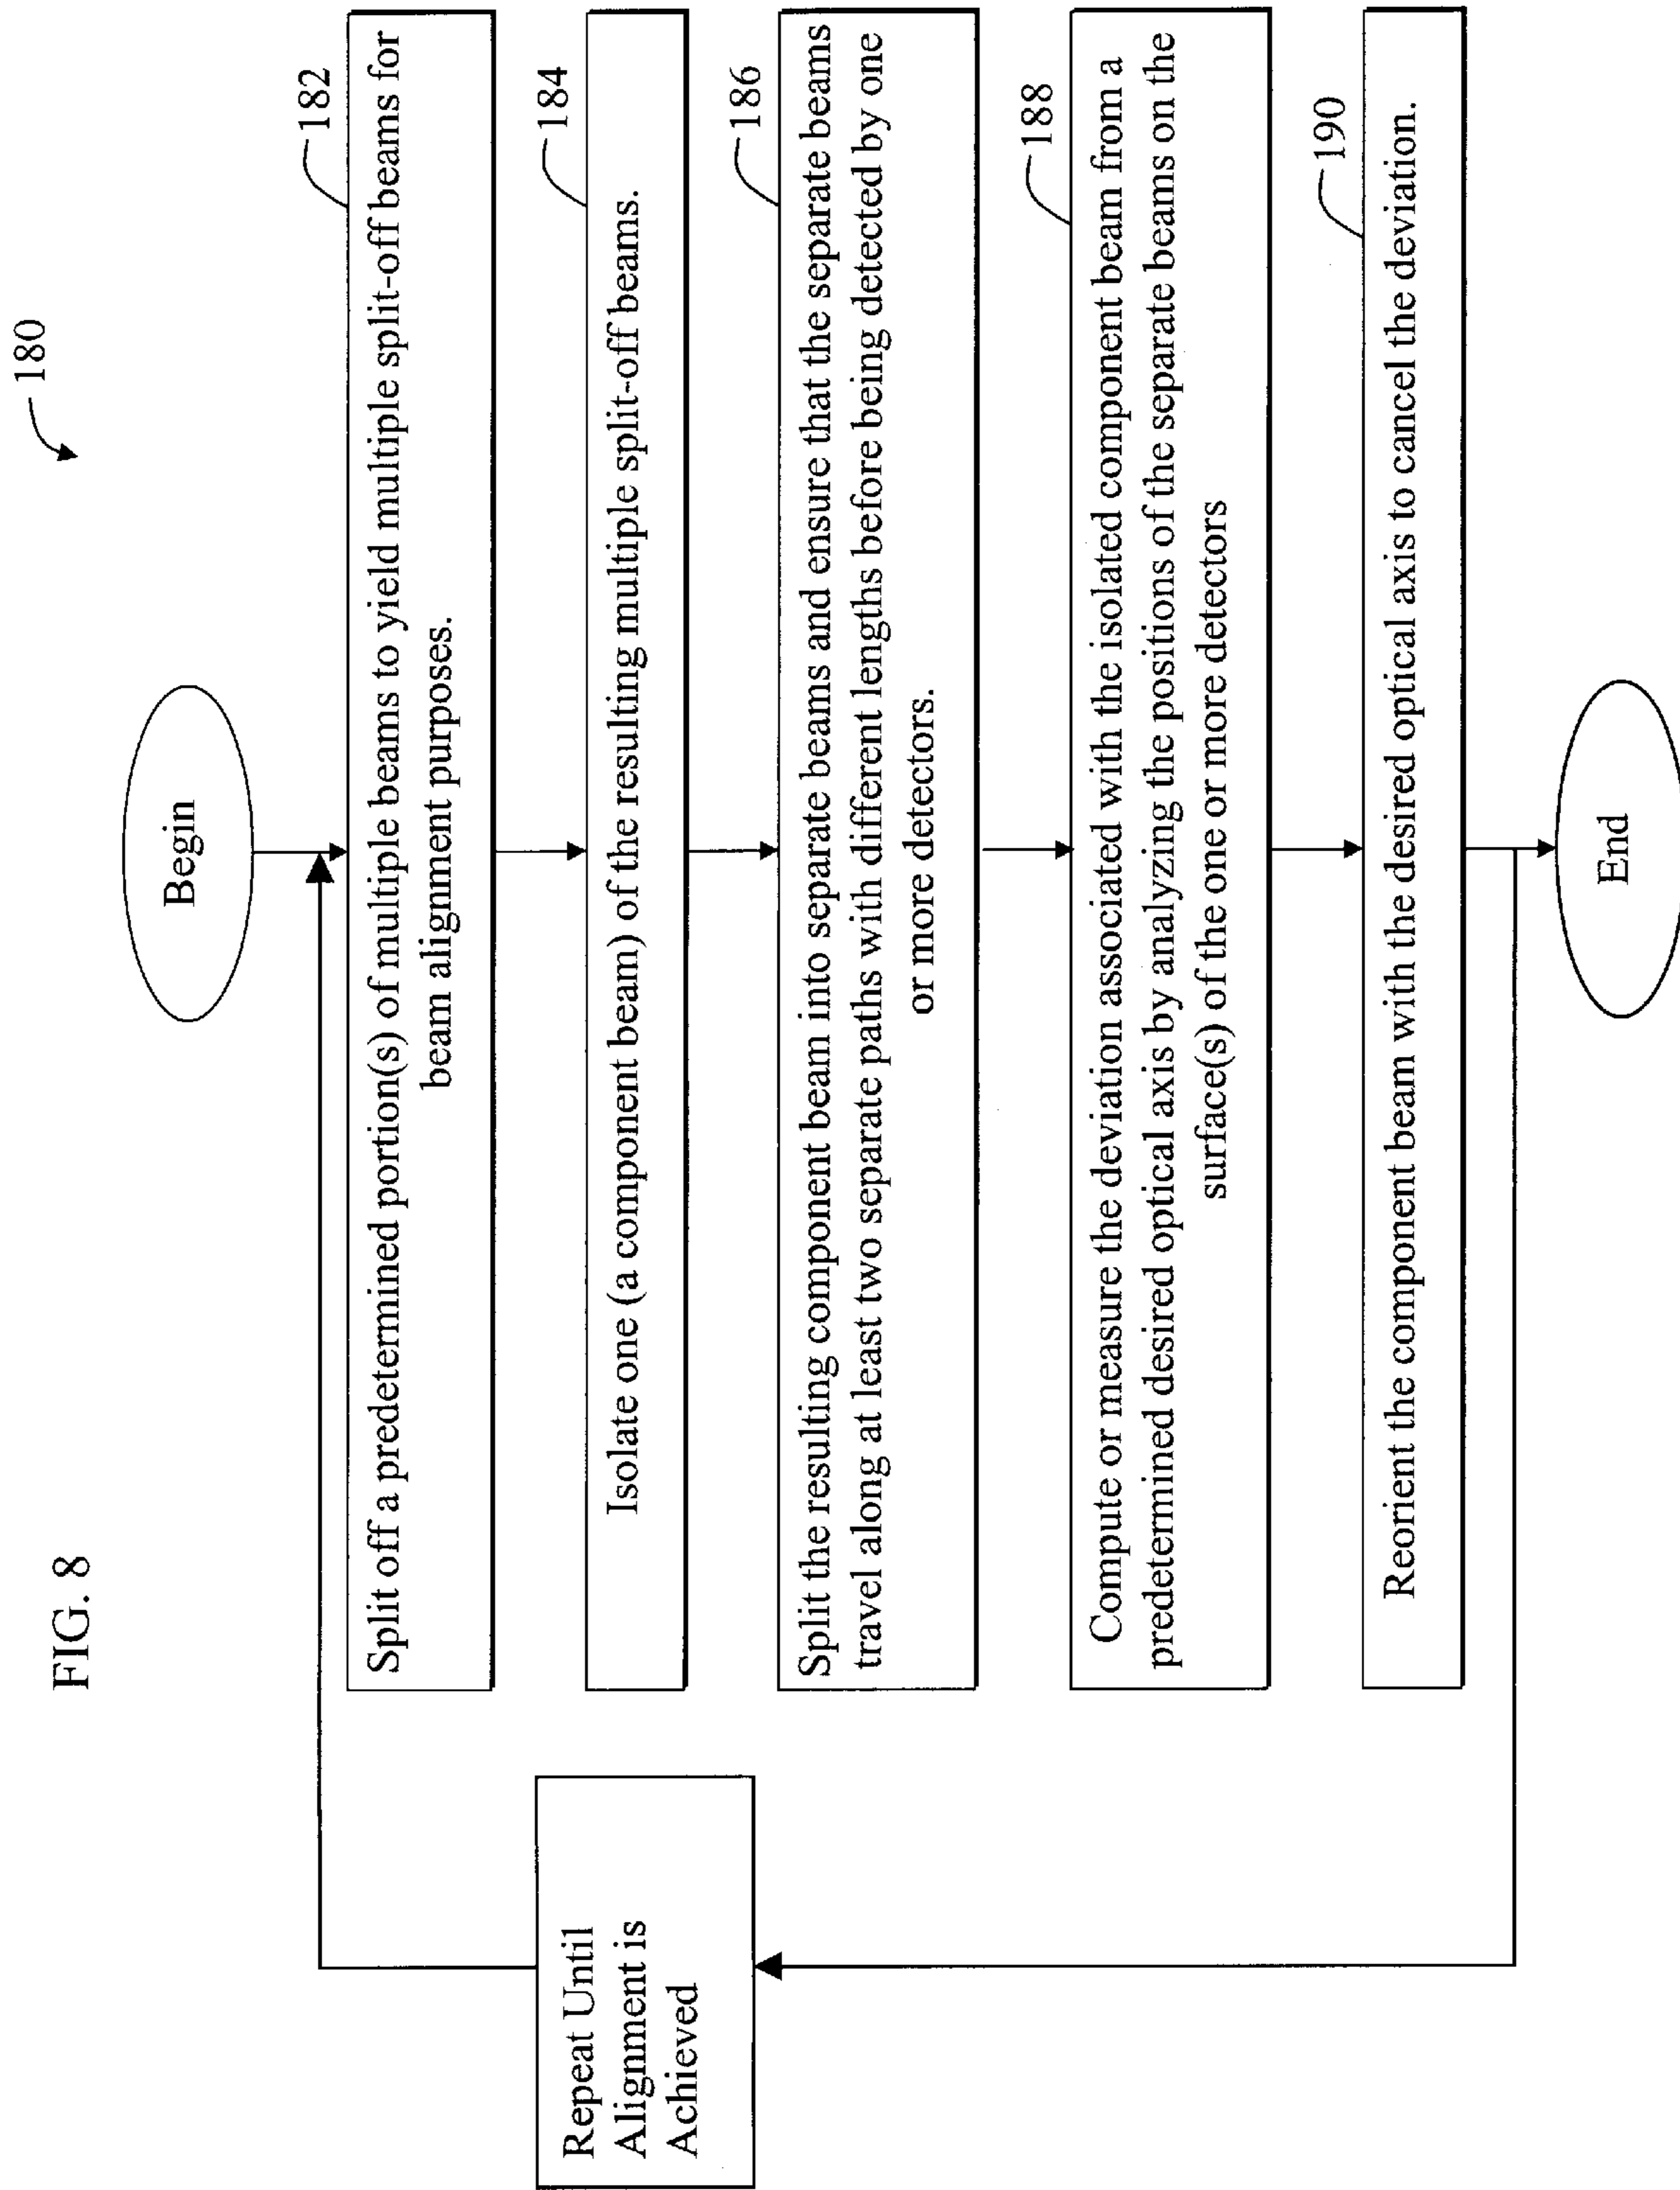 FIG. 8
180
Begin
182
Split off a predetermined portion(s) of multiple beams to yield multiple split-off beams for
beam alignment purposes.
184
Isolate one (a component beam) of the resulting multiple split-off beams.
186
Split the resulting component beam into separate beams and ensure that the separate beams
travel along at least two separate paths with different lengths before being detected by one
or more detectors.
188
Compute or measure the deviation associated with the isolated component beam from a
predetermined desired optical axis by analyzing the positions of the separate beams on the
surface(s) of the one or more detectors
190
Reorient the component beam with the desired optical axis to cancel the deviation.
Repeat Until
Alignment is
Achieved
End